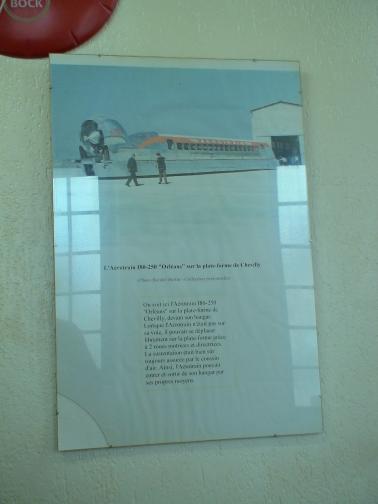 BOCK
L'Aérotrain I80-250 "Orléans" sur la plate-forme de Chevilly
On voit ici l'Aérotrain I80-250
"Orléans" sur la plate-forme de
Chevilly, devant son hangar.
Lorsque l'Aérotrain n'était pas sur
sa voie, il pouvait se déplacer
librement sur la plate-forme grâce
à 2 roues motrices et directrices.
La sustentation était bien sûr
toujours assurée par le coussin
d'air. Ainsi, l'Aérotrain pouvait
entrer et sortir de son hangar par
ses propres moyens.